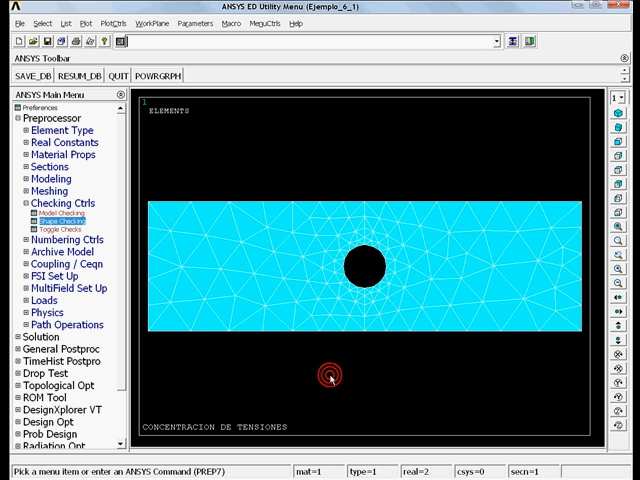 ANSYS ED Utility Menu (Ejemplo_6_1)
File Select List Plot PlotCtrls WorkPlane Parameters Macro MenuCtrls Help
ANSYS Toolbar
SAVE_DB RESUM_DB QUIT POWRGRPH
ANSYS Main Menu
Preferences
Preprocessor
Element Type
Real Constants
Material Props
Sections
Modeling
Meshing
Checking Ctrls
Model Checking
Shape Checking
Toggle Checks
Numbering Ctrls
Archive Model
Coupling / Ceqn
FSI Set Up
MultiField Set Up
Loads
Physics
Path Operations
Solution
General Postproc
TimeHist Postpro
Drop Test
Topological Opt
ROM Tool
DesignXplorer VT
Design Opt
Prob Design
Radiation Opt
1
ELEMENTS
CONCENTRACION DE TENSIONES
1
Pick a menu item or enter an ANSYS Command (PREP7)
mat=1
type=1
real=2
csys=0
secn=1